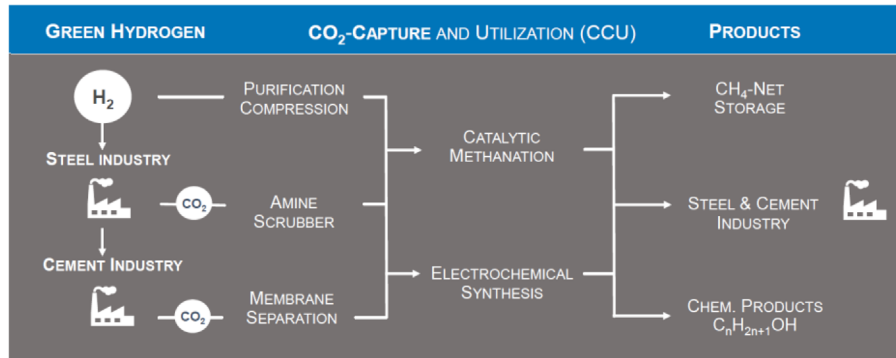 GREEN HYDROGEN
CO₂-CAPTURE AND UTILIZATION (CCU)
PRODUCTS
H₂
PURIFICATION
COMPRESSION
CH₄-NET
STORAGE
CATALYTIC
METHANATION
STEEL INDUSTRY
CO₂
AMINE
SCRUBBER
STEEL & CEMENT
INDUSTRY
CEMENT INDUSTRY
ELECTROCHEMICAL
SYNTHESIS
CO₂
MEMBRANE
SEPARATION
CHEM. PRODUCTS
CₙH₂ₙ₊₁OH